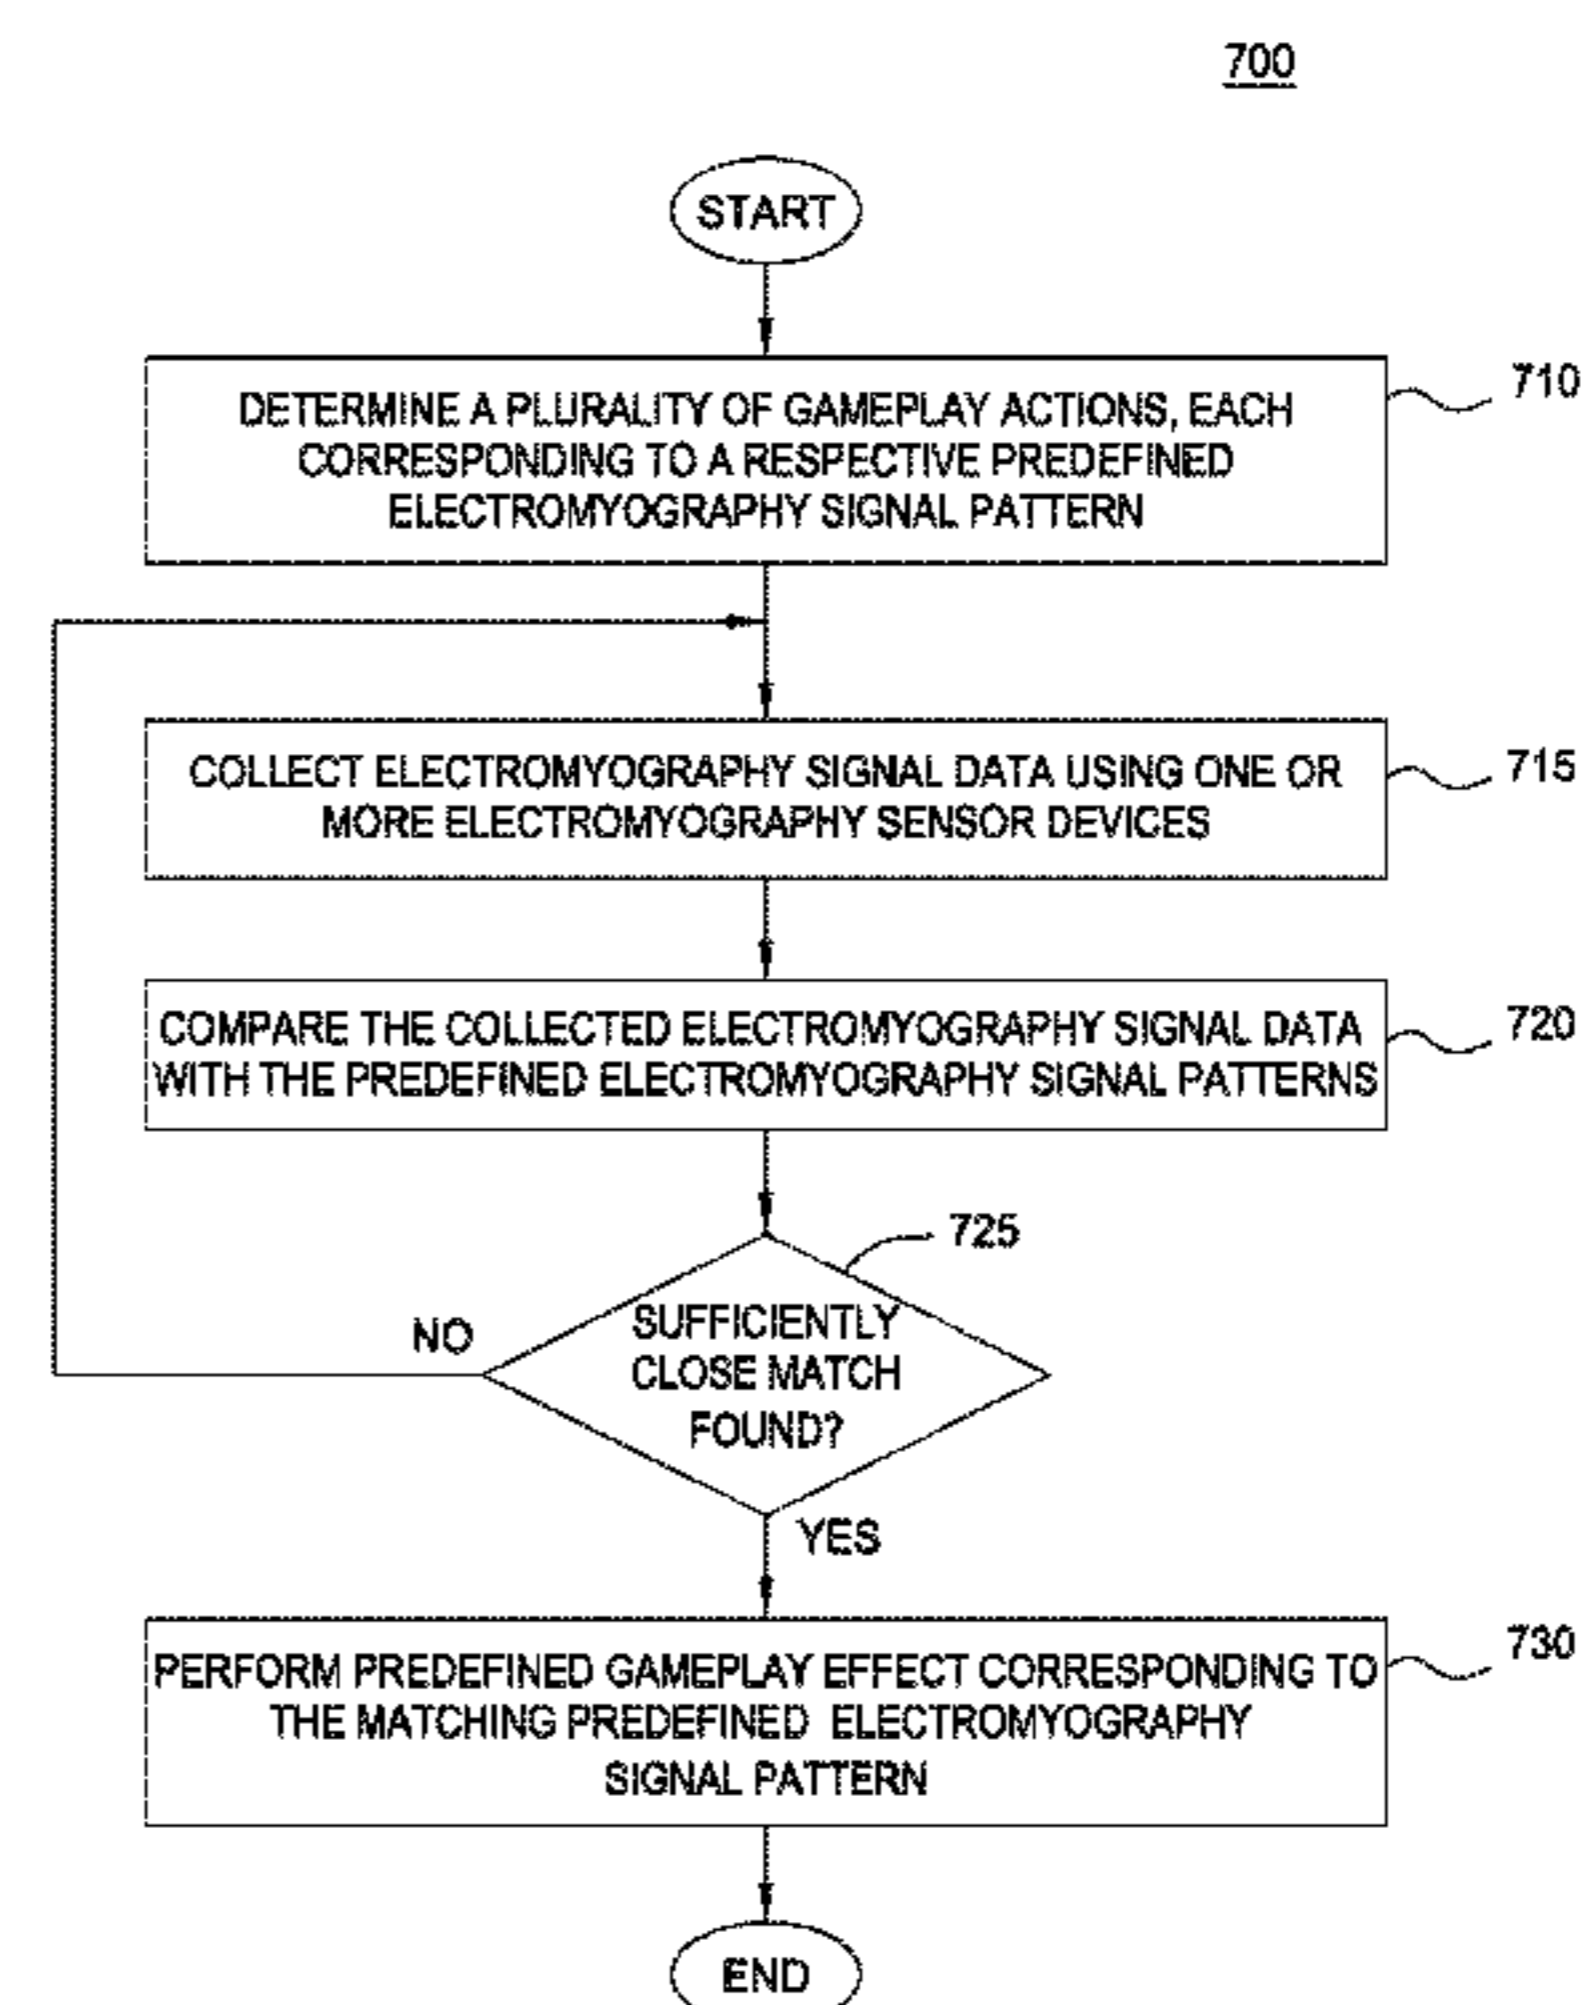 700
START
DETERMINE A PLURALITY OF GAMEPLAY ACTIONS, EACH
CORRESPONDING TO A RESPECTIVE PREDEFINED
ELECTROMYOGRAPHY SIGNAL PATTERN
710
COLLECT ELECTROMYOGRAPHY SIGNAL DATA USING ONE OR
MORE ELECTROMYOGRAPHY SENSOR DEVICES
715
COMPARE THE COLLECTED ELECTROMYOGRAPHY SIGNAL DATA
WITH THE PREDEFINED ELECTROMYOGRAPHY SIGNAL PATTERNS
720
725
SUFFICIENTLY
CLOSE MATCH
FOUND?
NO
YES
PERFORM PREDEFINED GAMEPLAY EFFECT CORRESPONDING TO
THE MATCHING PREDEFINED ELECTROMYOGRAPHY
SIGNAL PATTERN
730
END